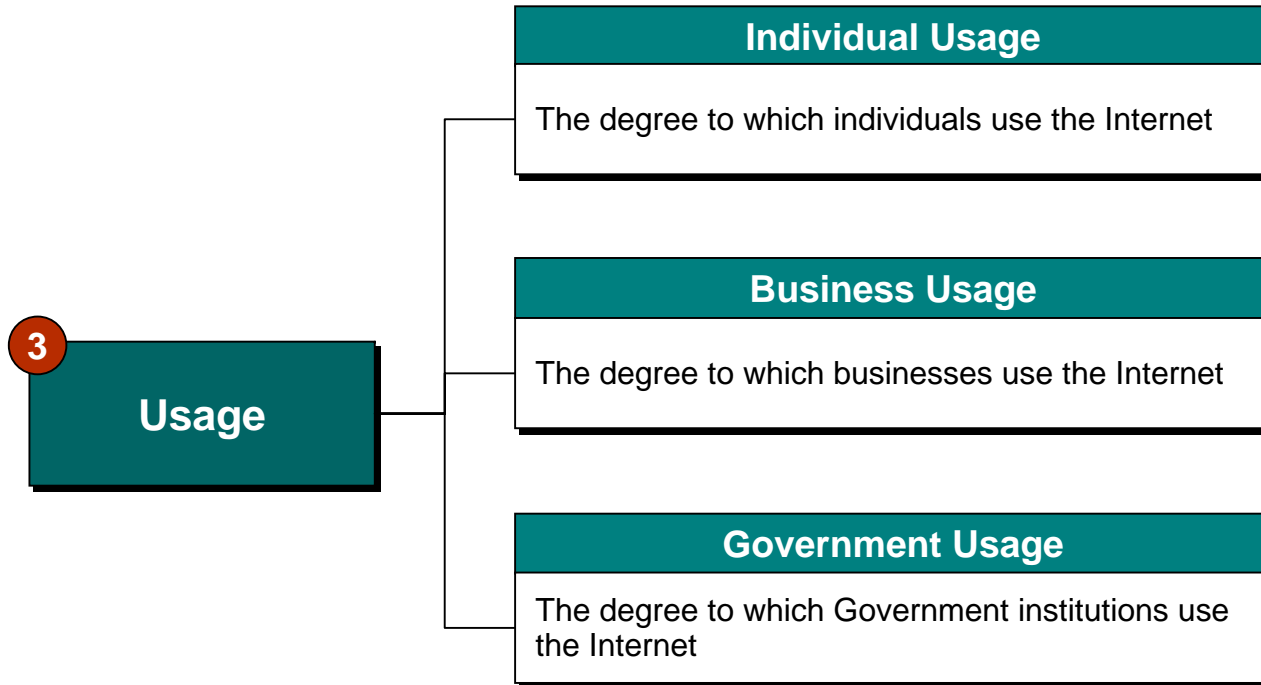 Individual Usage
The degree to which individuals use the Internet
Business Usage
The degree to which businesses use the Internet
3
Usage
Government Usage
The degree to which Government institutions use
the Internet